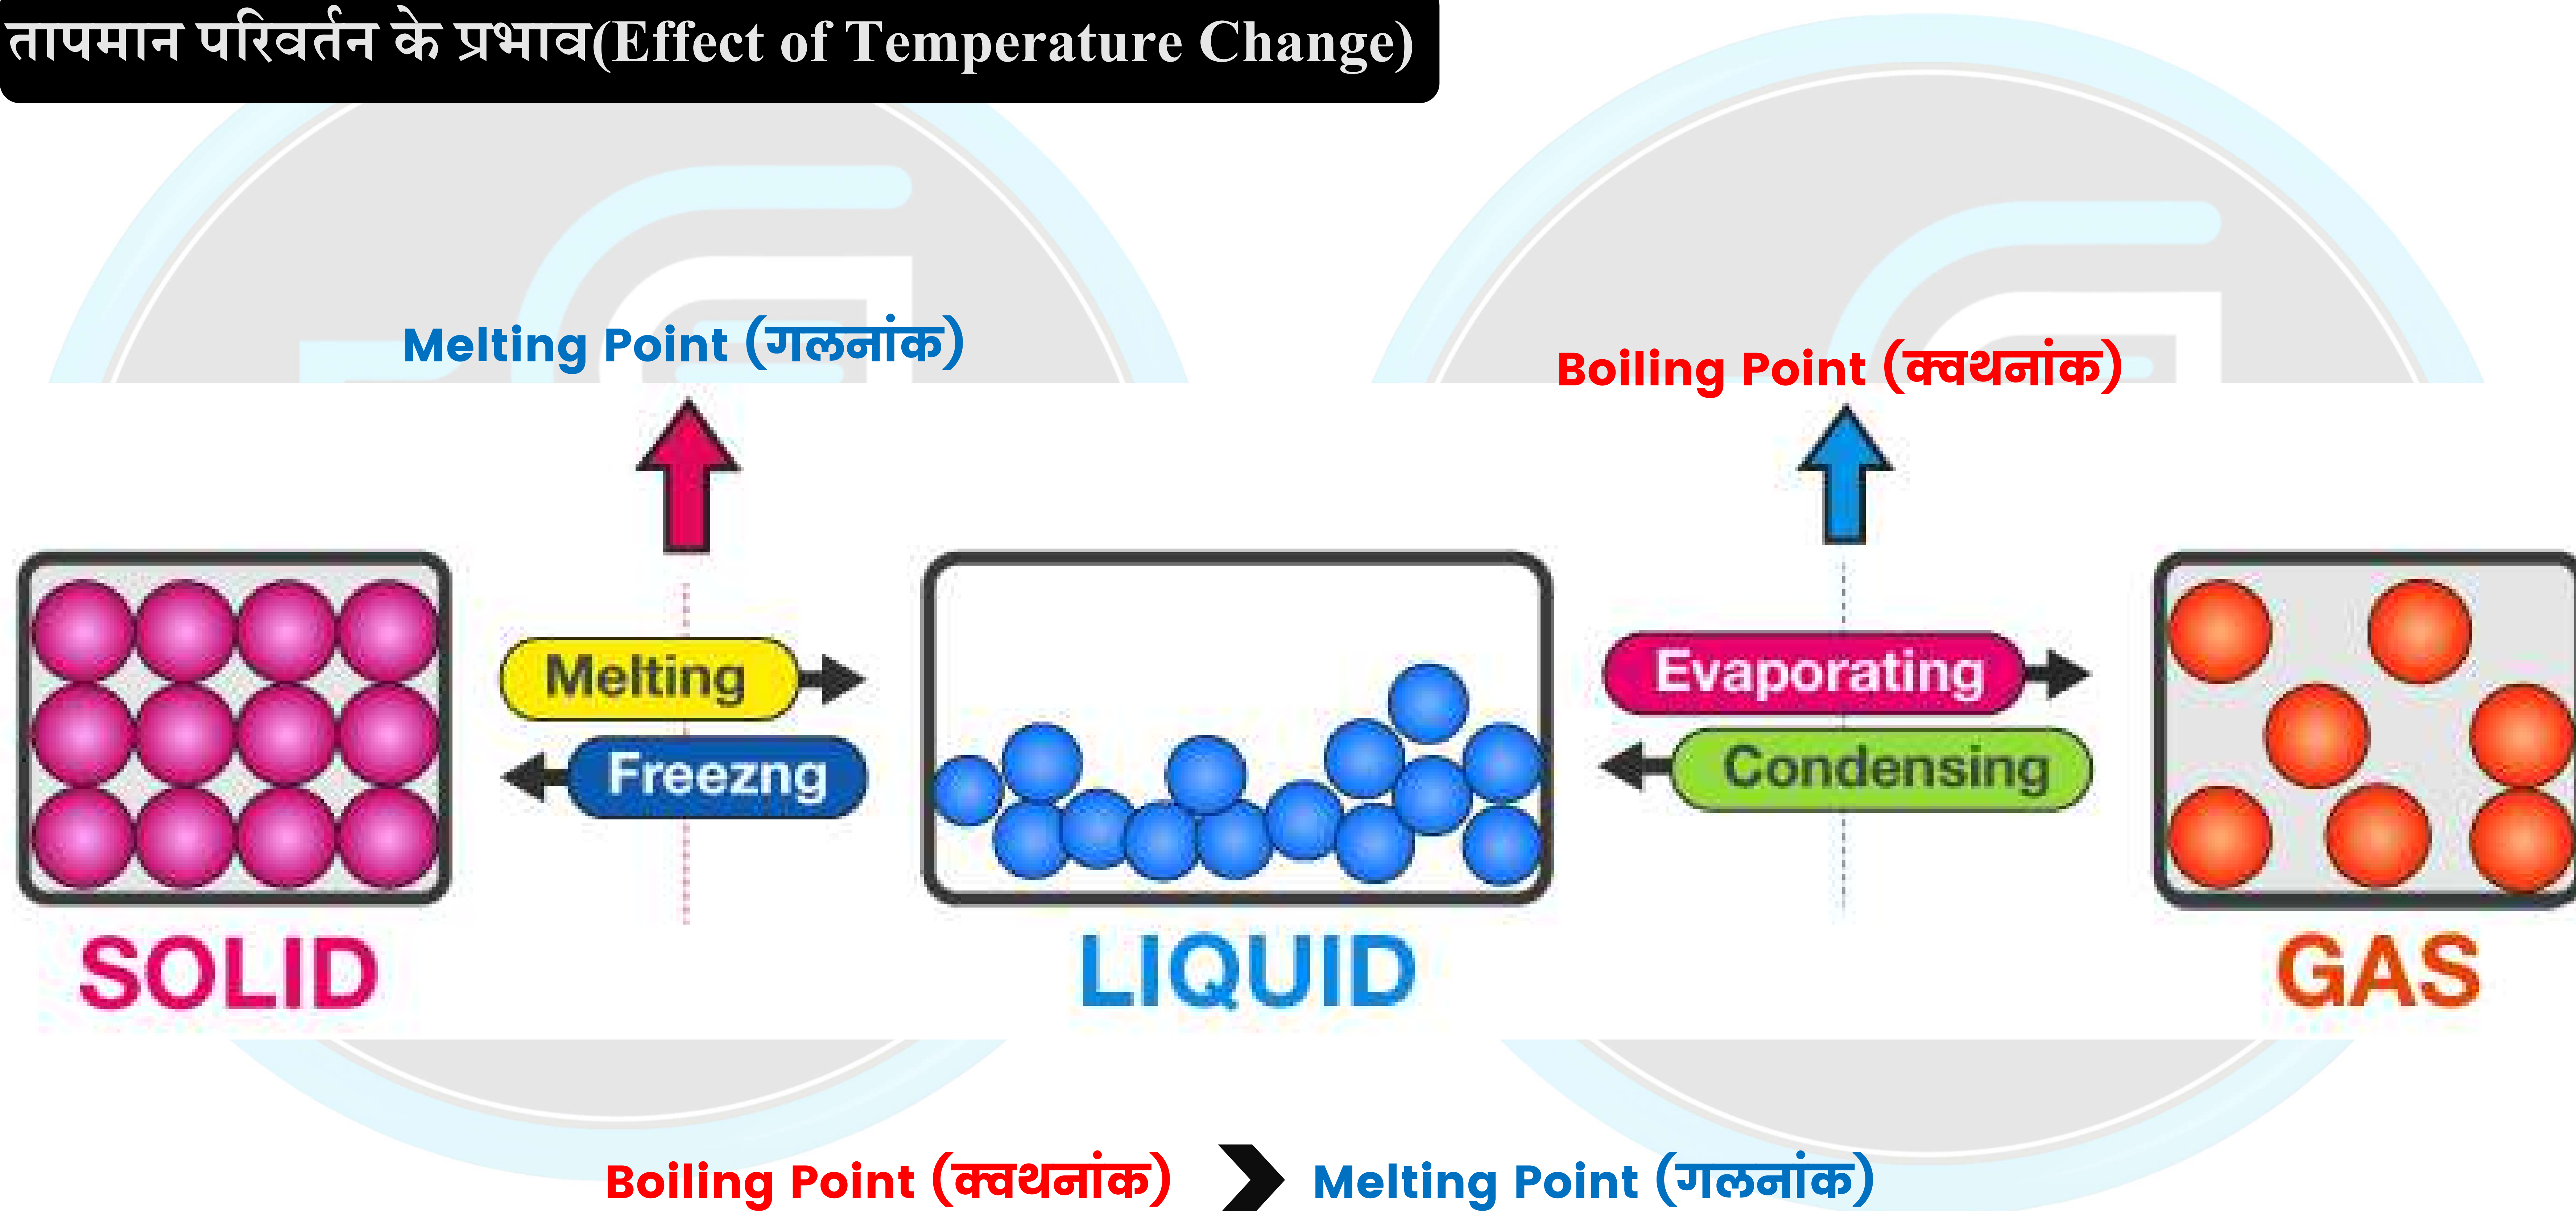 तापमान परिवर्तन के प्रभाव(Effect of Temperature Change)
Melting Point (गलनांक)
Boiling Point (क्वथनांक)
Melting
Freezng
Evaporating
Condensing
SOLID
LIQUID
GAS
Boiling Point (क्वथनांक) > Melting Point (गलनांक)